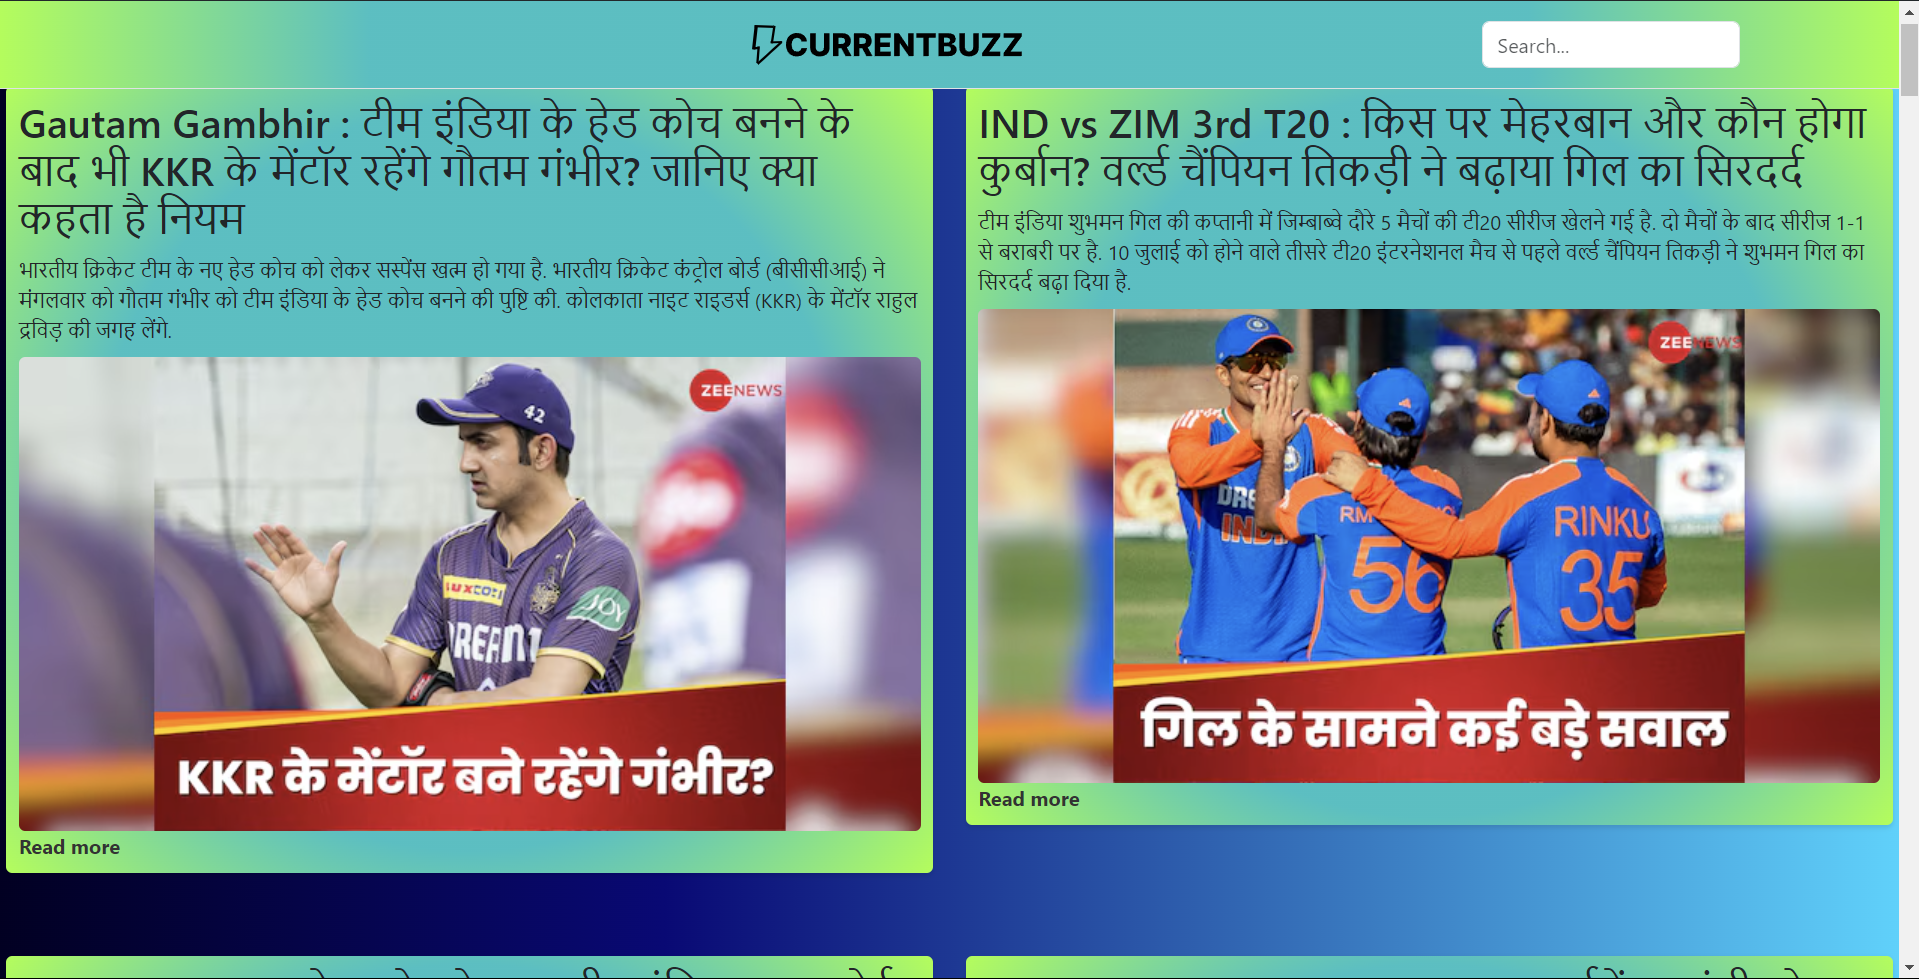 CURRENTBUZZ
Search...
Gautam Gambhir : टीम इंडिया के हेड कोच बनने के
बाद भी KKR के मेंटॉर रहेंगे गौतम गंभीर? जानिए क्या
कहता है नियम
भारतीय क्रिकेट टीम के नए हेड कोच को लेकर सस्पेंस खत्म हो गया है. भारतीय क्रिकेट कंट्रोल बोर्ड (बीसीसीआई) ने
मंगलवार को गौतम गंभीर को टीम इंडिया के हेड कोच बनने की पुष्टि की. कोलकाता नाइट राइडर्स (KKR) के मेंटॉर राहुल
द्रविड़ की जगह लेंगे.
ZEENEWS
42
LUXCOZI
JOY
DREAM1
KKR के मेंटॉर बने रहेंगे गंभीर?
Read more
IND vs ZIM 3rd T20 : किस पर मेहरबान और कौन होगा
कुर्बान? वर्ल्ड चैंपियन तिकड़ी ने बढ़ाया गिल का सिरदर्द
टीम इंडिया शुभमन गिल की कप्तानी में जिम्बाब्वे दौरे 5 मैचों की टी20 सीरीज खेलने गई है. दो मैचों के बाद सीरीज 1-1
से बराबरी पर है. 10 जुलाई को होने वाले तीसरे टी20 इंटरनेशनल मैच से पहले वर्ल्ड चैंपियन तिकड़ी ने शुभमन गिल का
सिरदर्द बढ़ा दिया है.
ZEENEWS
RINKU
56
35
गिल के सामने कई बड़े सवाल
Read more